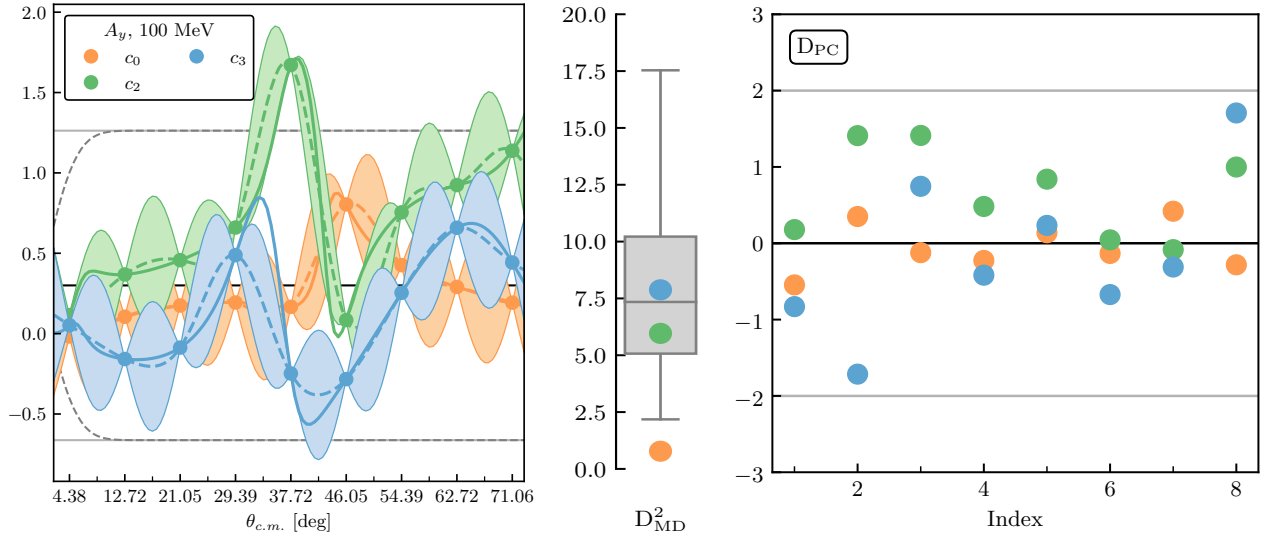 2.0
1.5
1.0
0.5
0.0
−0.5
A_y, 100 MeV
c_0
c_3
c_2
4.38 12.72 21.05 29.39 37.72 46.05 54.39 62.72 71.06
θ_{c.m.} [deg]
20.0
17.5
15.0
12.5
10.0
7.5
5.0
2.5
0.0
D²_MD
3
2
1
0
−1
−2
−3
D_PC
2 4 6 8
Index